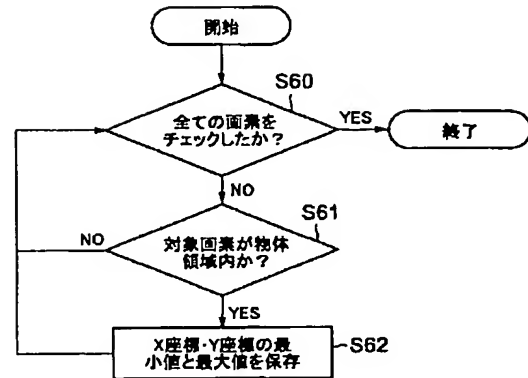 開始
S60
全ての画素を
チェックしたか？
YES
終了
NO
S61
対象画素が物体
領域内か？
NO
YES
X座標・Y座標の最
小値と最大値を保存
S62